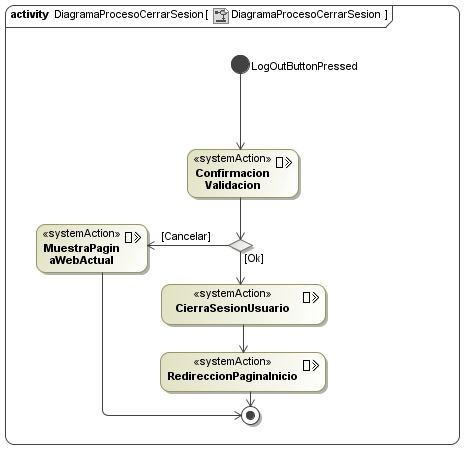 activity DiagramaProcesoCerrarSesion[ DiagramaProcesoCerrarSesion ]
LogOutButtonPressed
«systemAction»
Confirmacion
Validacion
«systemAction»
MuestraPagin
aWebActual
[Cancelar]
[Ok]
«systemAction»
CierraSesionUsuario
«systemAction»
RedireccionPaginaInicio